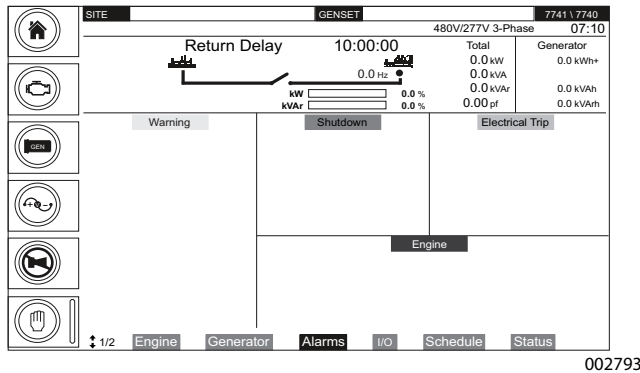 SITE GENSET 7741 \ 7740
480V/277V 3-Phase 07:10
Return Delay 10:00:00 Total Generator
0.0 kW 0.0 kWh+
0.0 Hz 0.0 kVA
kW 0.0 % 0.0 kVAr 0.0 kVAh
kVAr 0.0 % 0.00 pf 0.0 kVArh
Warning Shutdown Electrical Trip
GEN
Engine
1/2 Engine Generator Alarms I/O Schedule Status
002793